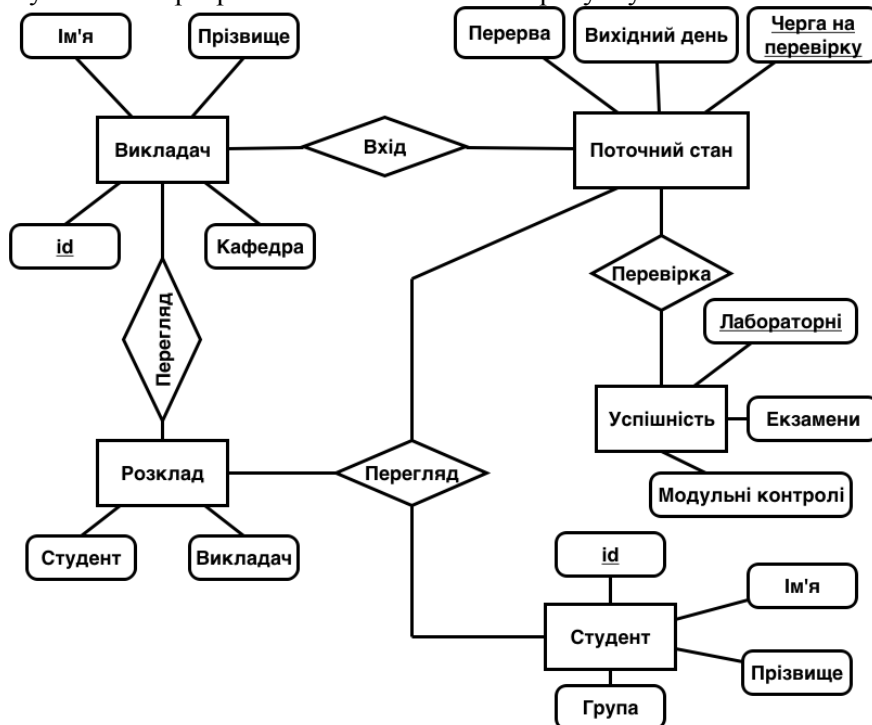 Ім'я
Прізвище
Перерва
Вихідний день
Черга на
перевірку
Викладач
Вхід
Поточний стан
id
Кафедра
Перевірка
Перегляд
Лабораторні
Успішність
Екзамени
Розклад
Перегляд
Модульні контролі
Студент
Викладач
id
Ім'я
Студент
Прізвище
Група